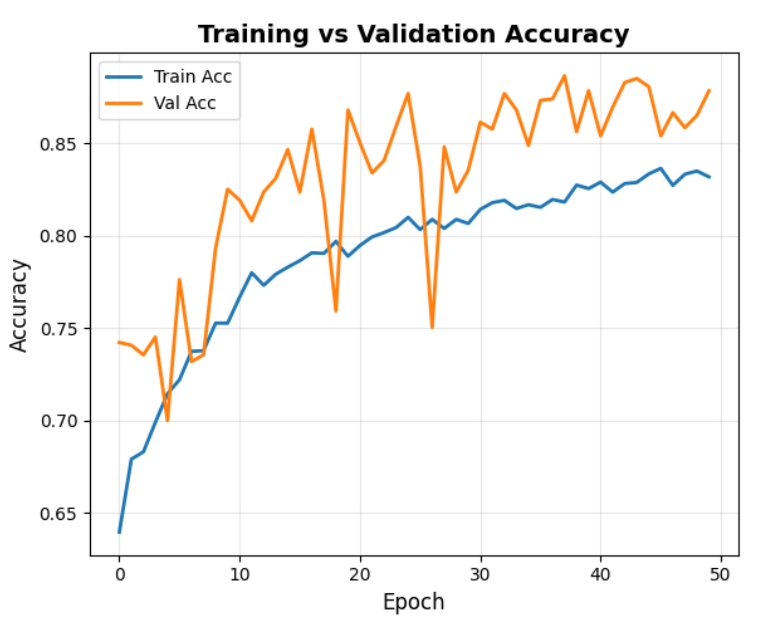 Training vs Validation Accuracy
Train Acc
Val Acc
Accuracy
0.85
0.80
0.75
0.70
0.65
0 10 20 30 40 50
Epoch